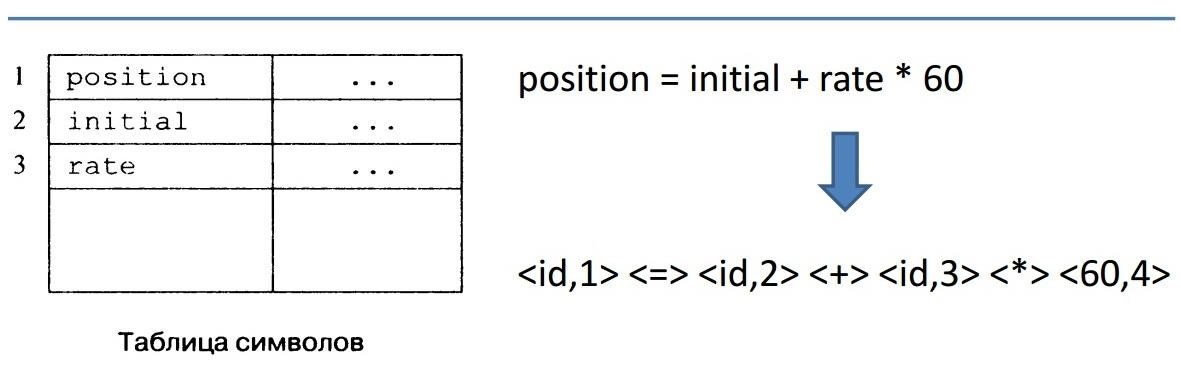 1 position ...
2 initial ...
3 rate ...
Таблица символов
position = initial + rate * 60
<id,1> <=> <id,2> <+> <id,3> <*> <60,4>